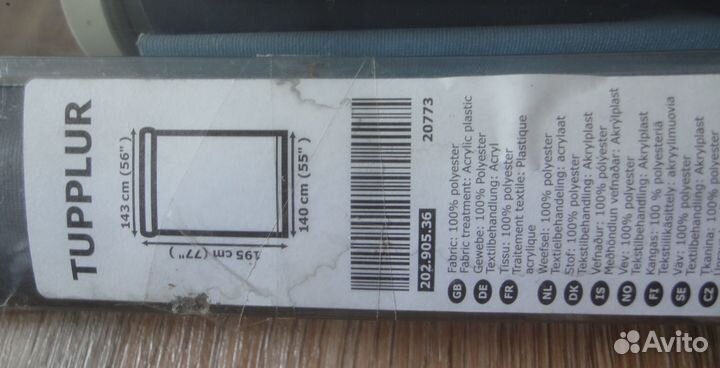 TUPPLUR
143 cm (56")
140 cm (55")
195 cm (77")
20773
202.905.36
GB Fabric: 100% polyester
Fabric treatment: Acrylic plastic
DE Gewebe: 100% Polyester
Textilbehandlung: Acryl
FR Tissu: 100% polyester
Traitement textile: Plastique
acrylique
NL Weefsel: 100% polyester
Textielbehandeling: acrylaat
DK Stof: 100% polyester
Tekstilbehandling: Akrylplast
IS Vefnaður: 100% pólýester
Meðhöndlun vefnaðar: Akrýlplast
NO Vev: 100% polyester
Tekstilbehandling: Akrylplast
FI Kangas: 100 % polyesteriä
Tekstiilikäsittely: akryylimuovia
SE Väv: 100% polyester
Textilbehandling: Akrylplast
CZ Tkanina: 100% polyester
Avito